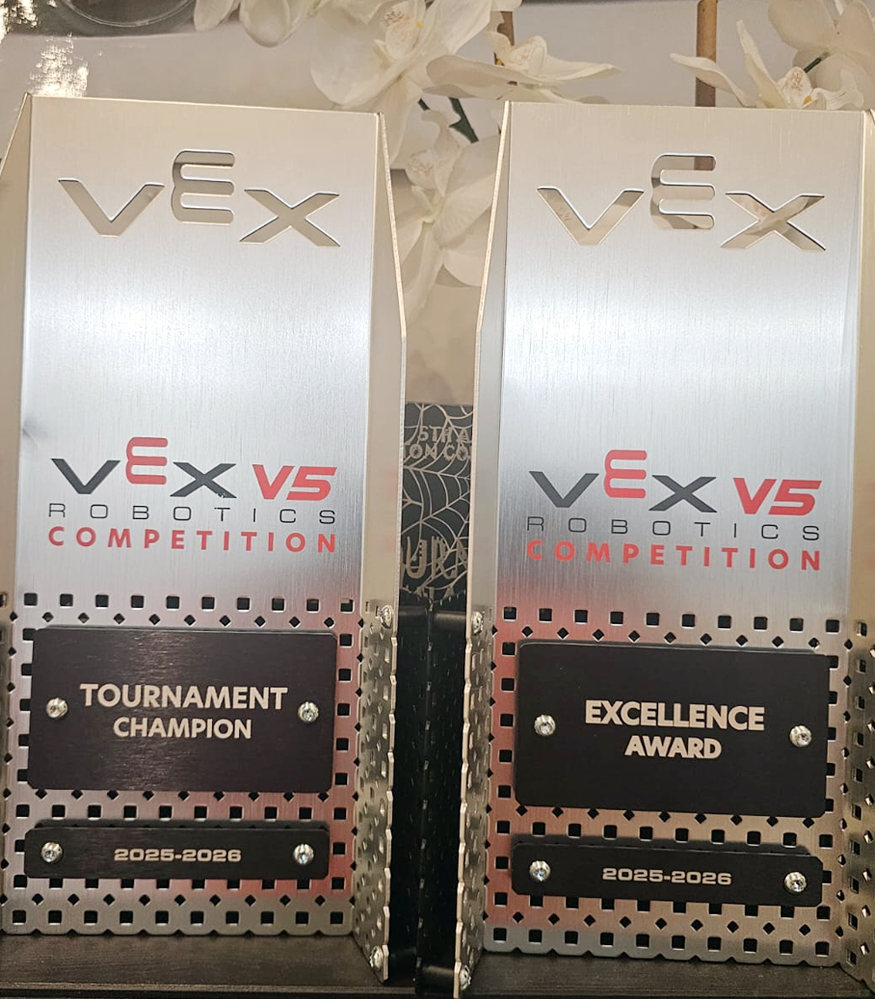 VEX
VEX V5
ROBOTICS
COMPETITION
TOURNAMENT
CHAMPION
2025-2026
VEX
VEX V5
ROBOTICS
COMPETITION
EXCELLENCE
AWARD
2025-2026